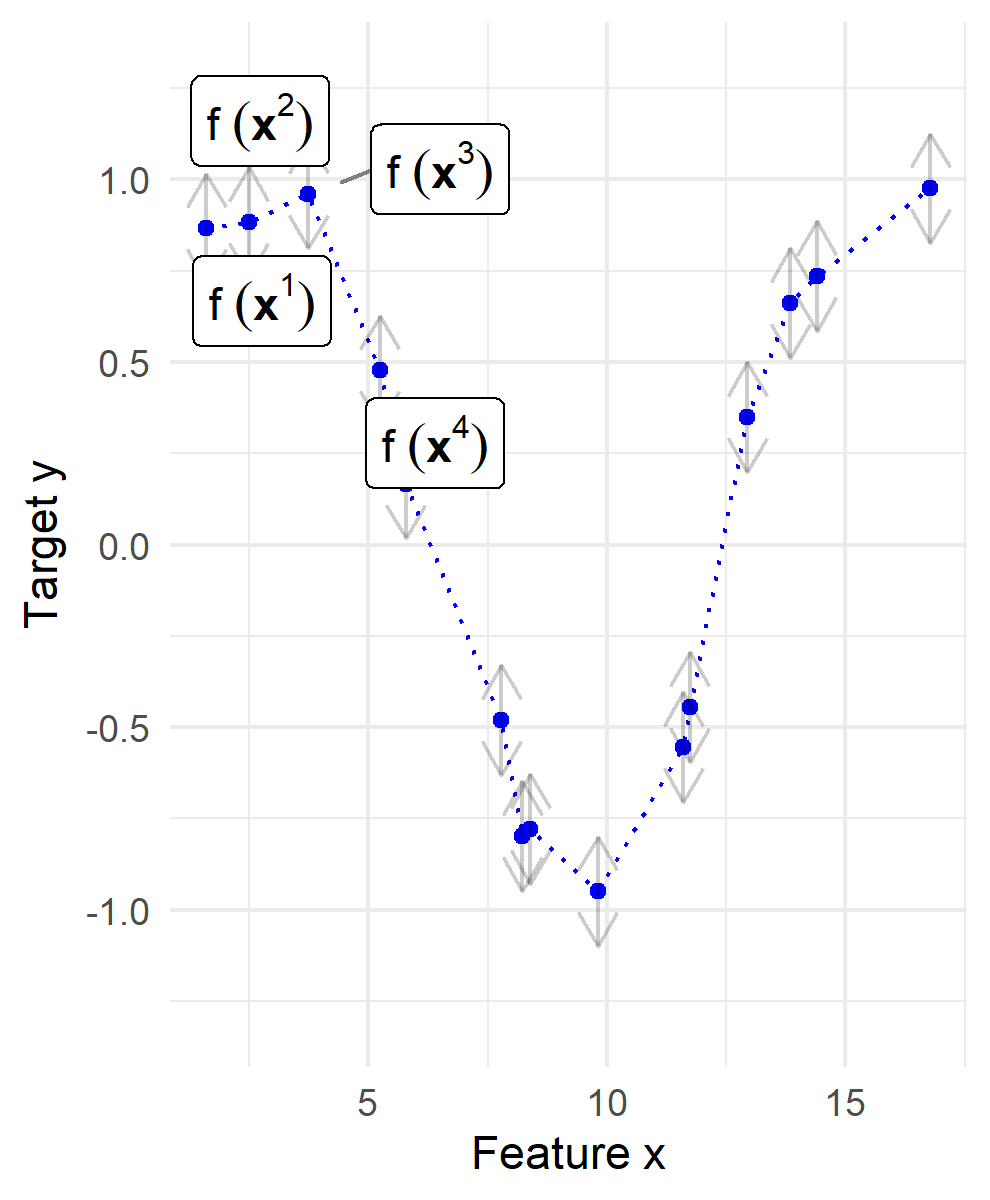 f (x²)
f (x³)
1.0
f (x¹)
0.5
f (x⁴)
0.0
-0.5
-1.0
Target y
5 10 15
Feature x